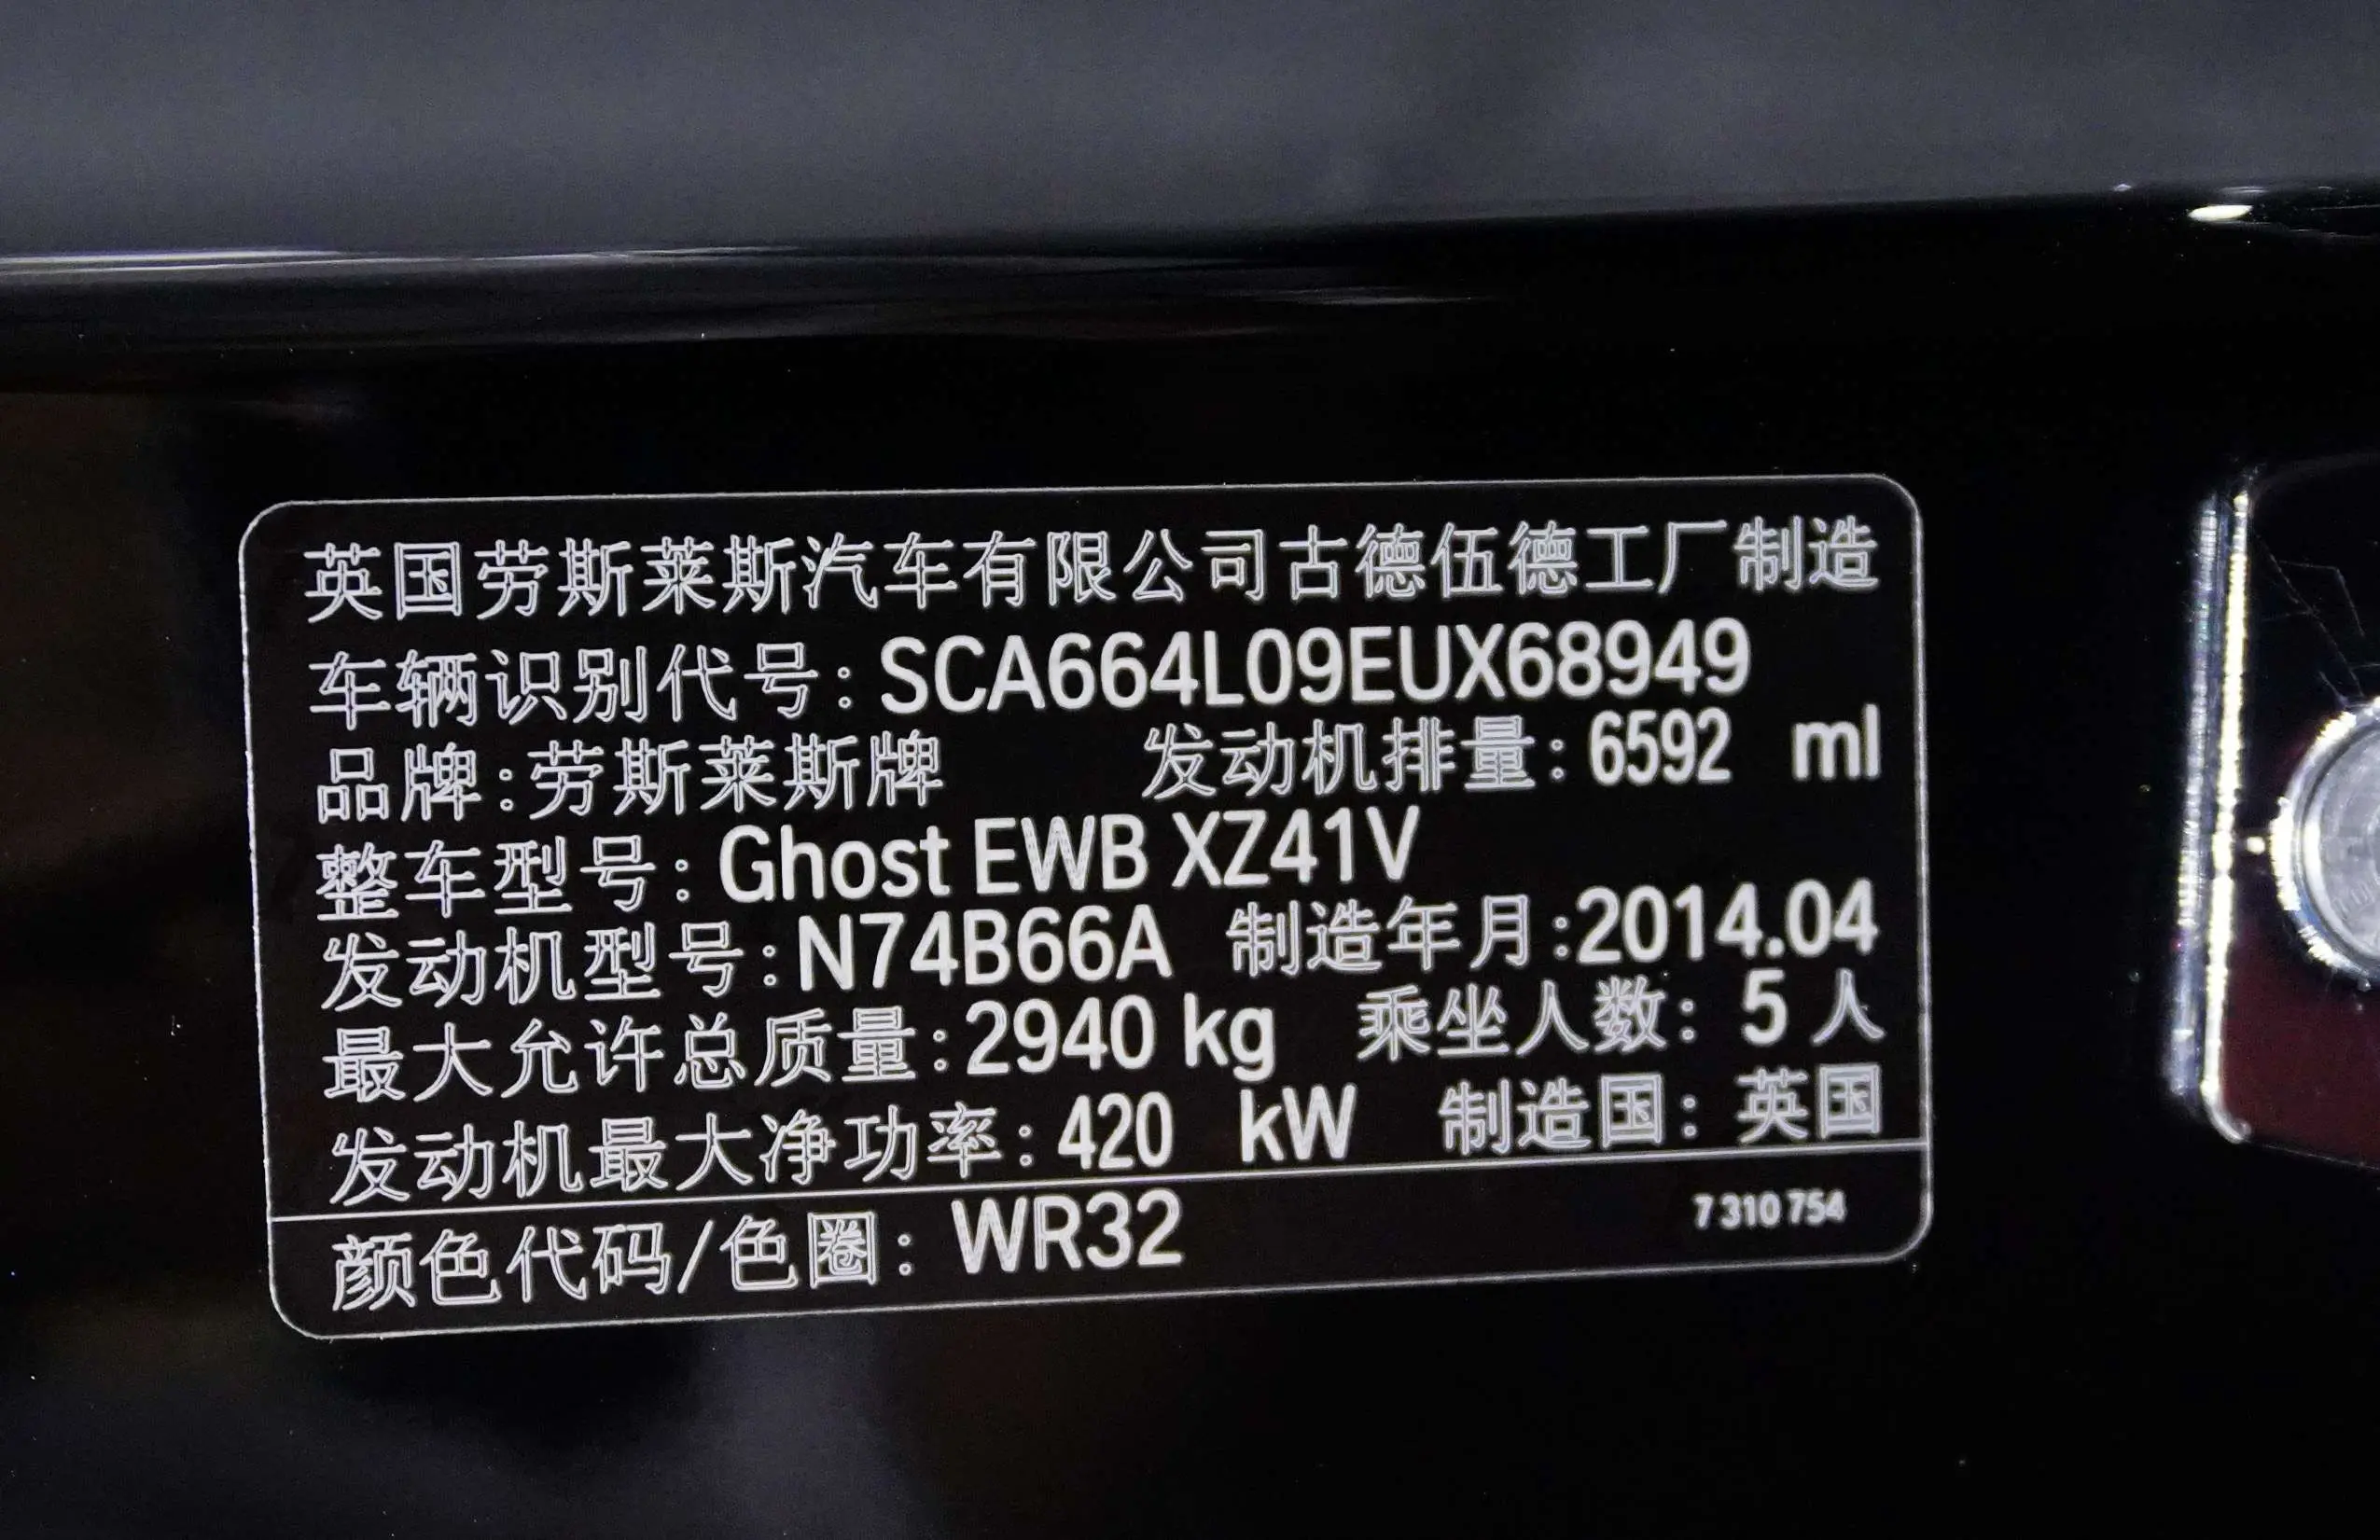 英国劳斯莱斯汽车有限公司古德伍德工厂制造
车辆识别代号: SCA664L09EUX68949
品牌:劳斯莱斯牌 发动机排量: 6592 ml
整车型号: Ghost EWB XZ41V
发动机型号:N74B66A 制造年月:2014.04
最大允许总质量:2940 kg 乘坐人数: 5 人
发动机最大净功率: 420 kW 制造国: 英国
颜色代码/色圈: WR32 7 310 754